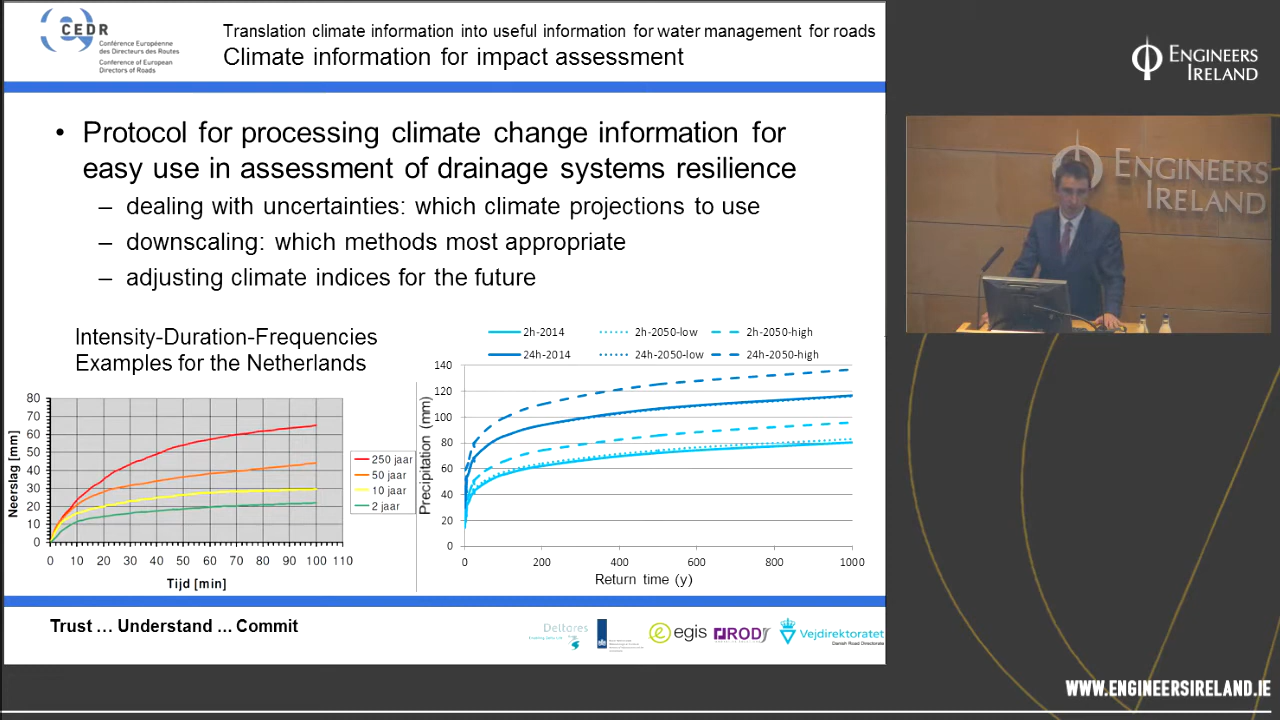 CEDR
Conférence Européenne
des Directeurs des Routes
Conference of European
Directors of Roads
Translation climate information into useful information for water management for roads
Climate information for impact assessment
• Protocol for processing climate change information for
easy use in assessment of drainage systems resilience
– dealing with uncertainties: which climate projections to use
– downscaling: which methods most appropriate
– adjusting climate indices for the future
Intensity-Duration-Frequencies
Examples for the Netherlands
80
70
60
50
40
30
20
10
0
Neerslag [mm]
0 10 20 30 40 50 60 70 80 90 100 110
Tijd [min]
250 jaar
50 jaar
10 jaar
2 jaar
2h-2014 2h-2050-low 2h-2050-high
24h-2014 24h-2050-low 24h-2050-high
140
120
100
80
60
40
20
0
Precipitation (mm)
0 200 400 600 800 1000
Return time (y)
Trust ... Understand ... Commit
Deltares
egis
Vejdirektoratet
Danish Road Directorate
ENGINEERS
IRELAND
ENGINEERS
IRELAND
WWW.ENGINEERSIRELAND.IE